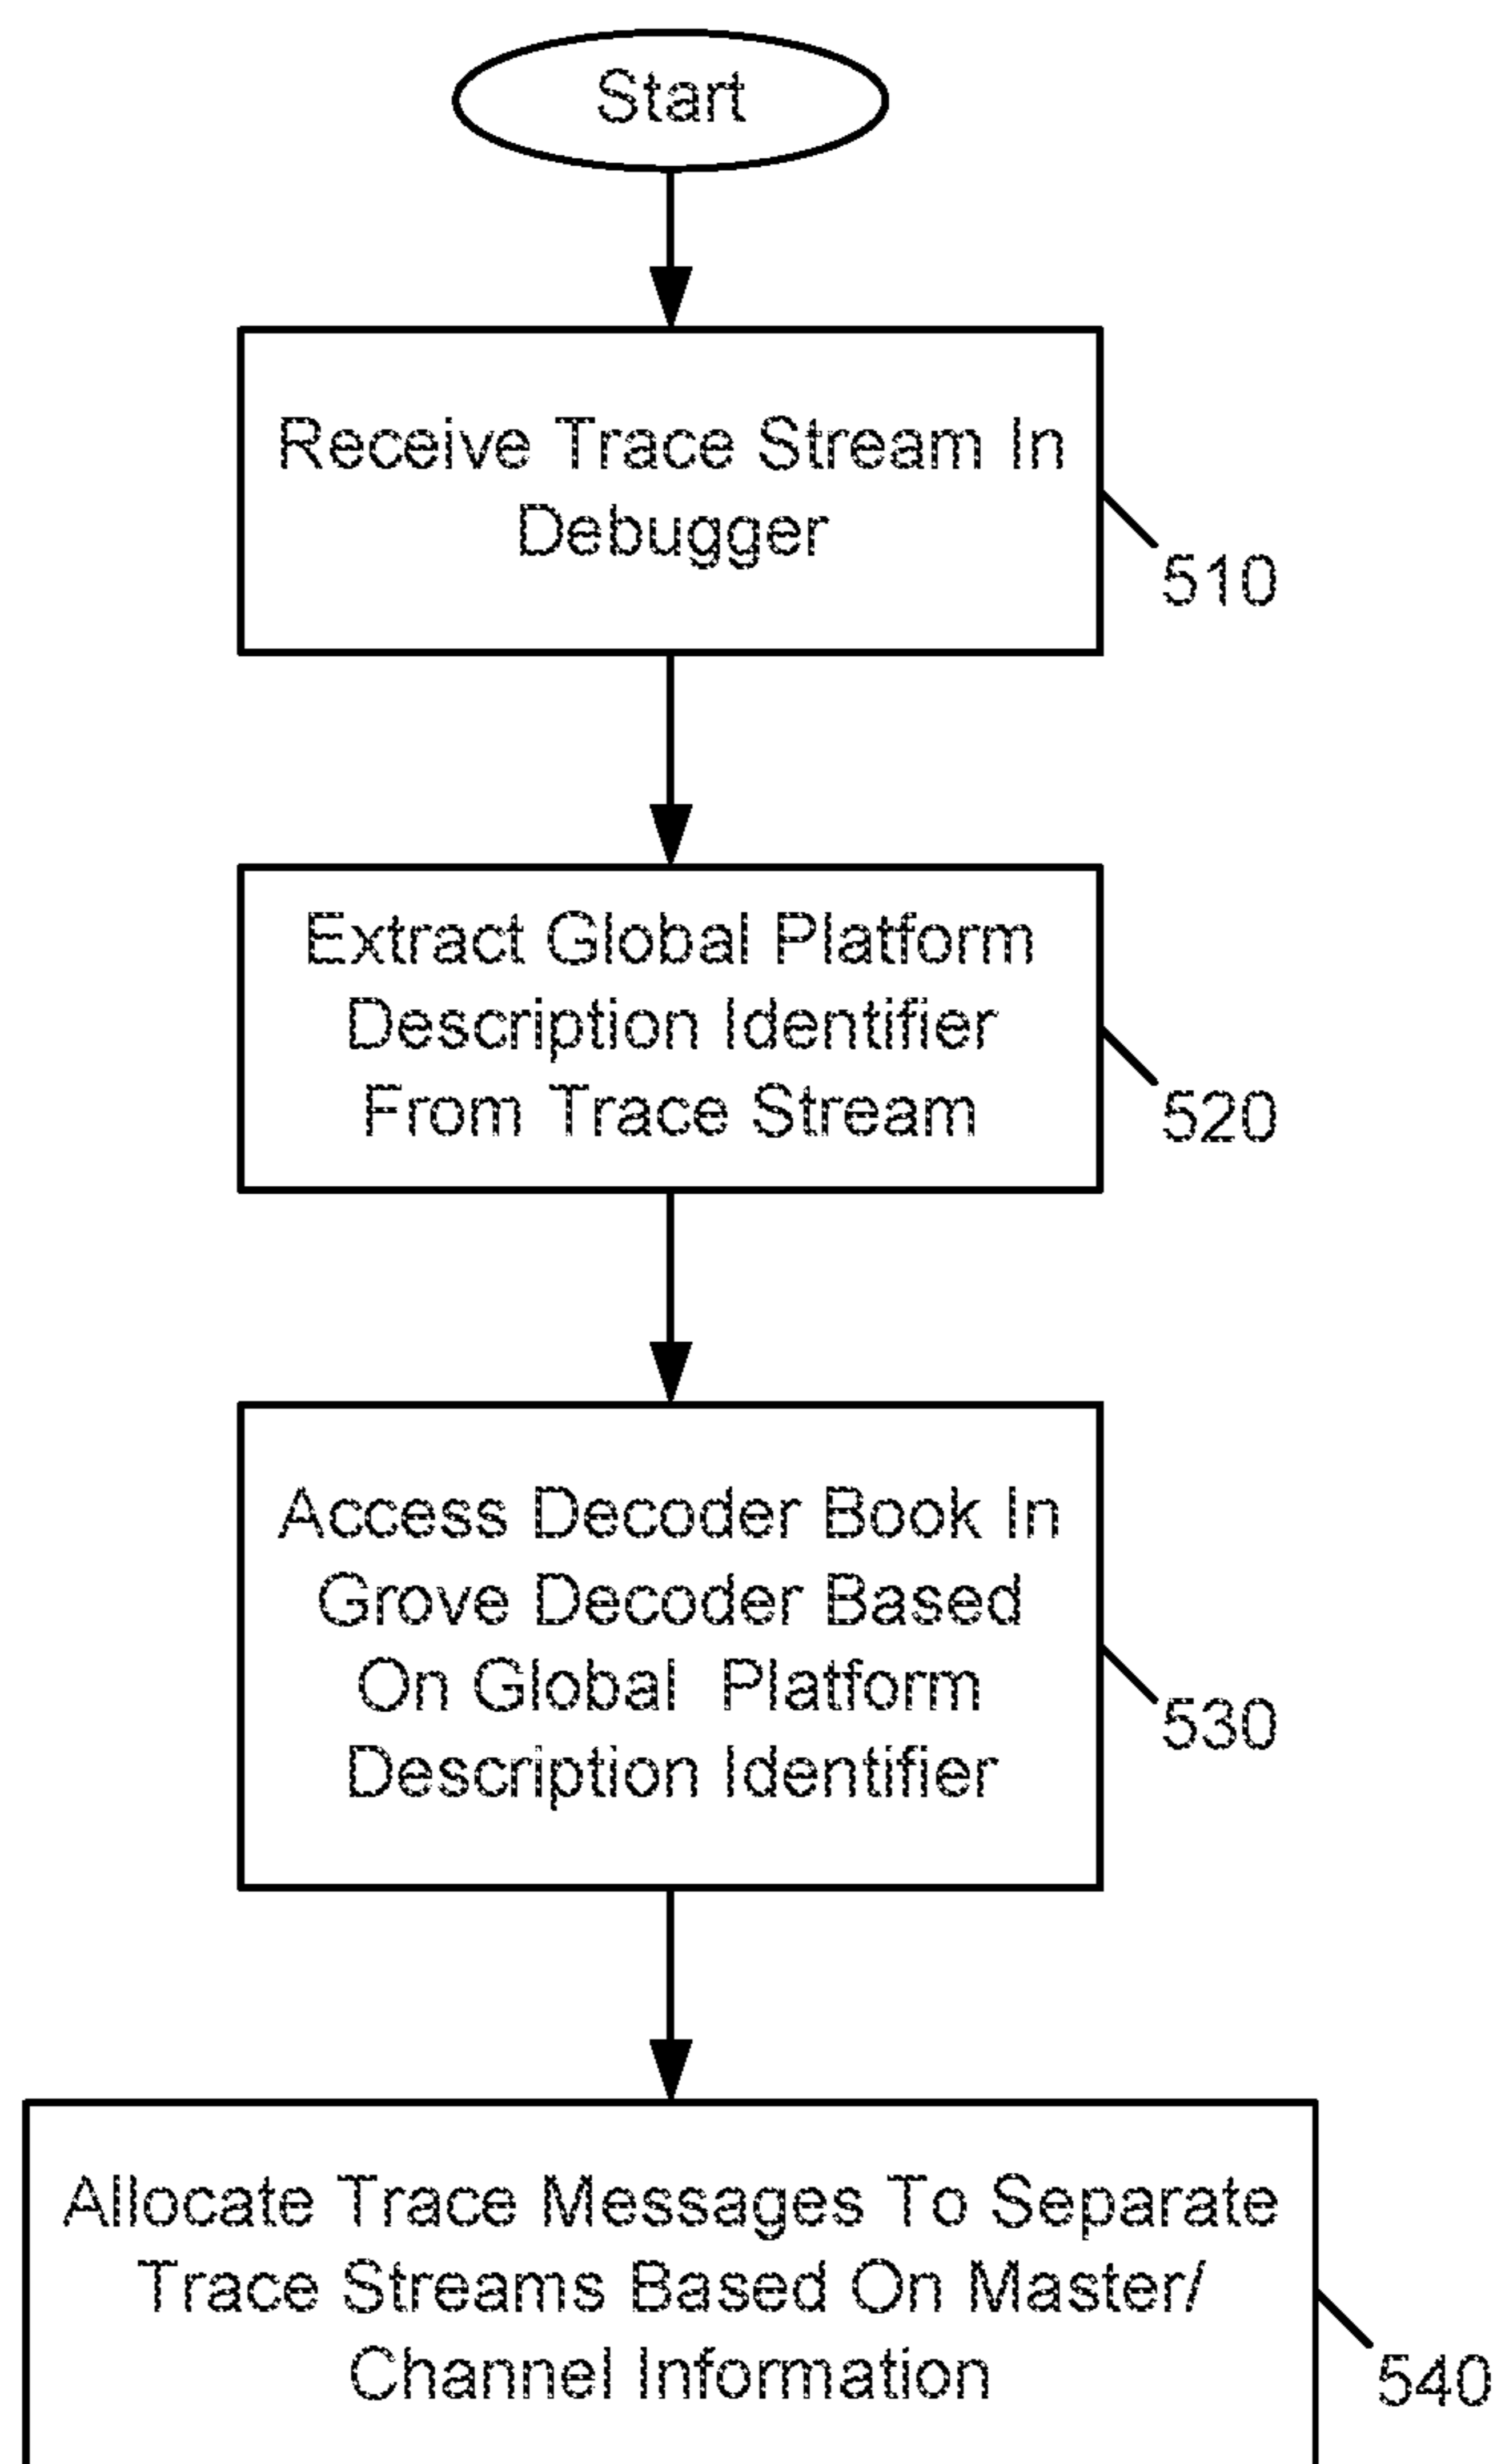 Start
Receive Trace Stream In
Debugger
510
Extract Global Platform
Description Identifier
From Trace Stream
520
Access Decoder Book In
Grove Decoder Based
On Global Platform
Description Identifier
530
Allocate Trace Messages To Separate
Trace Streams Based On Master/
Channel Information
540